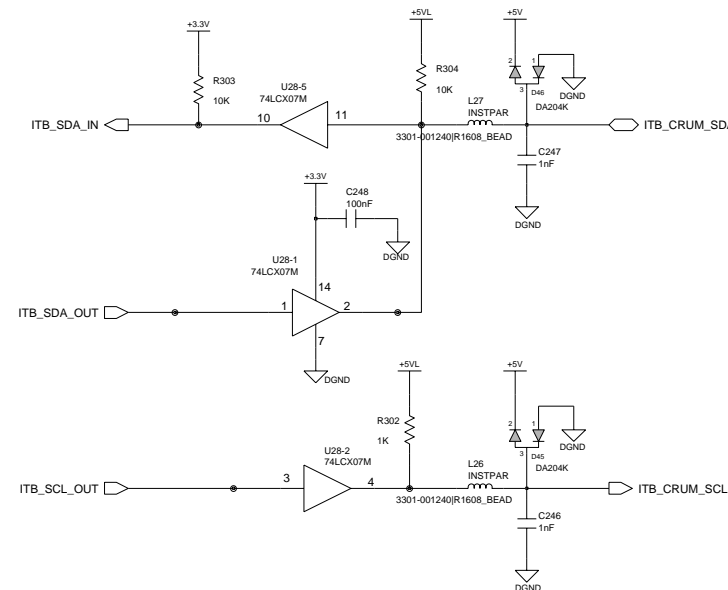 +3.3V
+5VL
+5V
R303
10K
U28-5
74LCX07M
R304
10K
2
1
3
D46
DA204K
DGND
L27
INSTPAR
ITB_SDA_IN
10
11
3301-001240|R1608_BEAD
ITB_CRUM_SDA
C247
1nF
DGND
+3.3V
C248
100nF
DGND
U28-1
74LCX07M
14
ITB_SDA_OUT
1
2
7
DGND
+5VL
+5V
R302
1K
2
1
3
D45
DA204K
DGND
U28-2
74LCX07M
L26
INSTPAR
ITB_SCL_OUT
3
4
3301-001240|R1608_BEAD
ITB_CRUM_SCL
C246
1nF
DGND